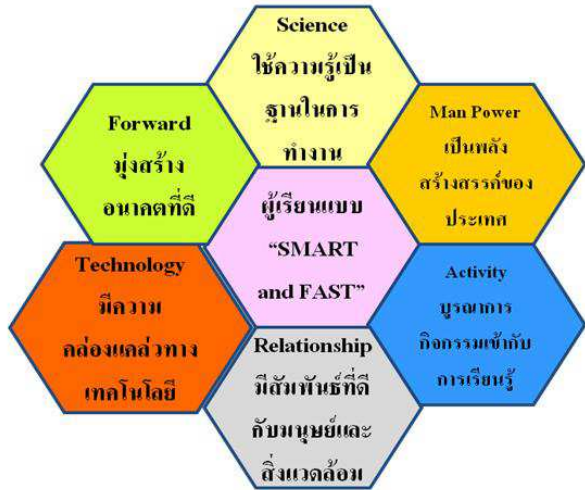 Science
ใช้ความรู้เป็น
ฐานในการ
ทำงาน
Forward
มุ่งสร้าง
อนาคตที่ดี
Man Power
เป็นพลัง
สร้างสรรค์ของ
ประเทศ
ผู้เรียนแบบ
“SMART
and FAST”
Technology
มีความ
คล่องแคล่วทาง
เทคโนโลยี
Activity
บูรณาการ
กิจกรรมเข้ากับ
การเรียนรู้
Relationship
มีสัมพันธ์ที่ดี
กับมนุษย์และ
สิ่งแวดล้อม